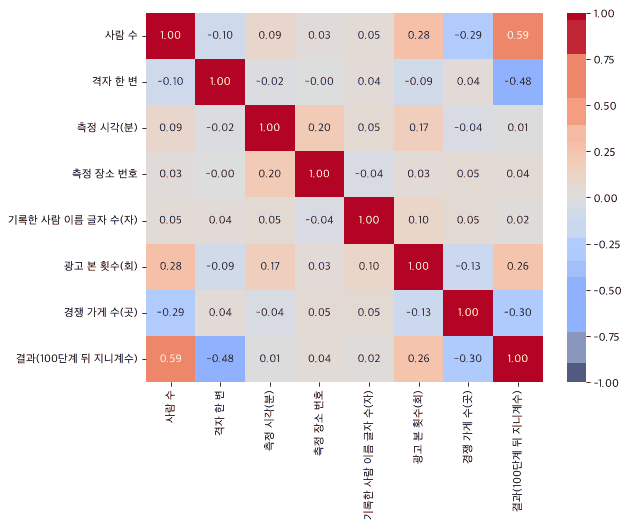 사람 수 1.00 -0.10 0.09 0.03 0.05 0.28 -0.29 0.59
격자 한 변 -0.10 1.00 -0.02 -0.00 0.04 -0.09 0.04 -0.48
측정 시각(분) 0.09 -0.02 1.00 0.20 0.05 0.17 -0.04 0.01
측정 장소 번호 0.03 -0.00 0.20 1.00 -0.04 0.03 0.05 0.04
기록한 사람 이름 글자 수(자) 0.05 0.04 0.05 -0.04 1.00 0.10 0.05 0.02
광고 본 횟수(회) 0.28 -0.09 0.17 0.03 0.10 1.00 -0.13 0.26
경쟁 가게 수(곳) -0.29 0.04 -0.04 0.05 0.05 -0.13 1.00 -0.30
결과(100단계 뒤 지니계수) 0.59 -0.48 0.01 0.04 0.02 0.26 -0.30 1.00
사람 수
격자 한 변
측정 시각(분)
측정 장소 번호
기록한 사람 이름 글자 수(자)
광고 본 횟수(회)
경쟁 가게 수(곳)
결과(100단계 뒤 지니계수)
1.00
0.75
0.50
0.25
0.00
-0.25
-0.50
-0.75
-1.00